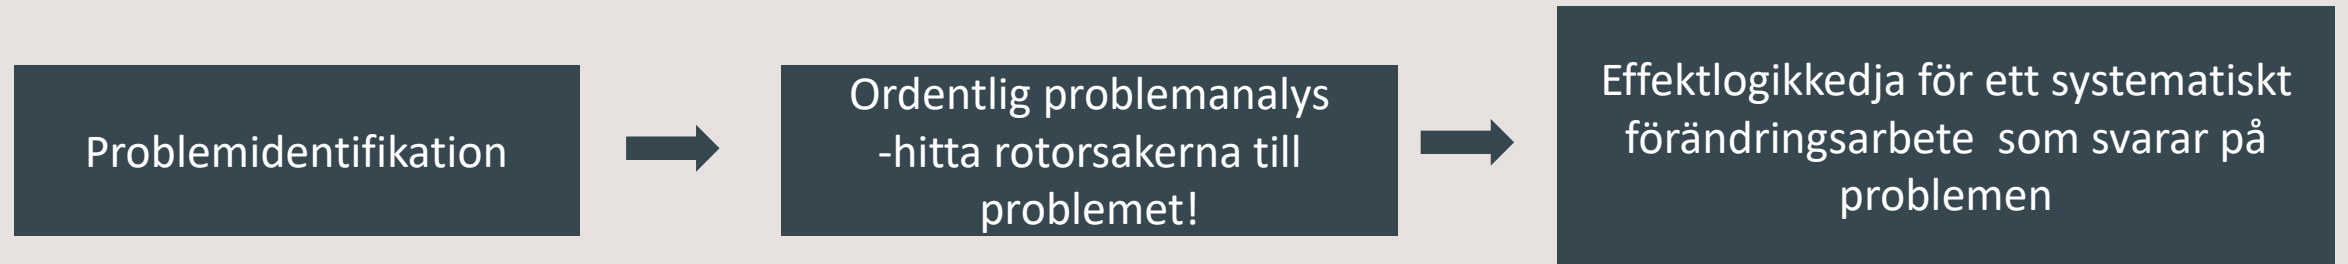 Problemidentifikation
Ordentlig problemanalys
-hitta rotorsakerna till
problemet!
Effektlogikkedja för ett systematiskt
förändringsarbete  som svarar på
problemen